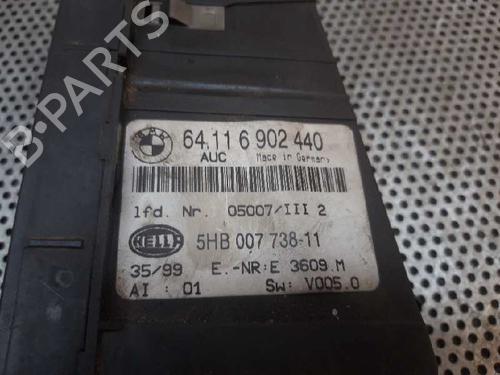 B-PARTS
BMW
64.11 6 902 440
AUC Made in Germany
lfd. Nr. 05007/III 2
HELLA 5HB 007 738-11
35/99 E.-NR:E 3609.M
AI : 01 SW: V005.0